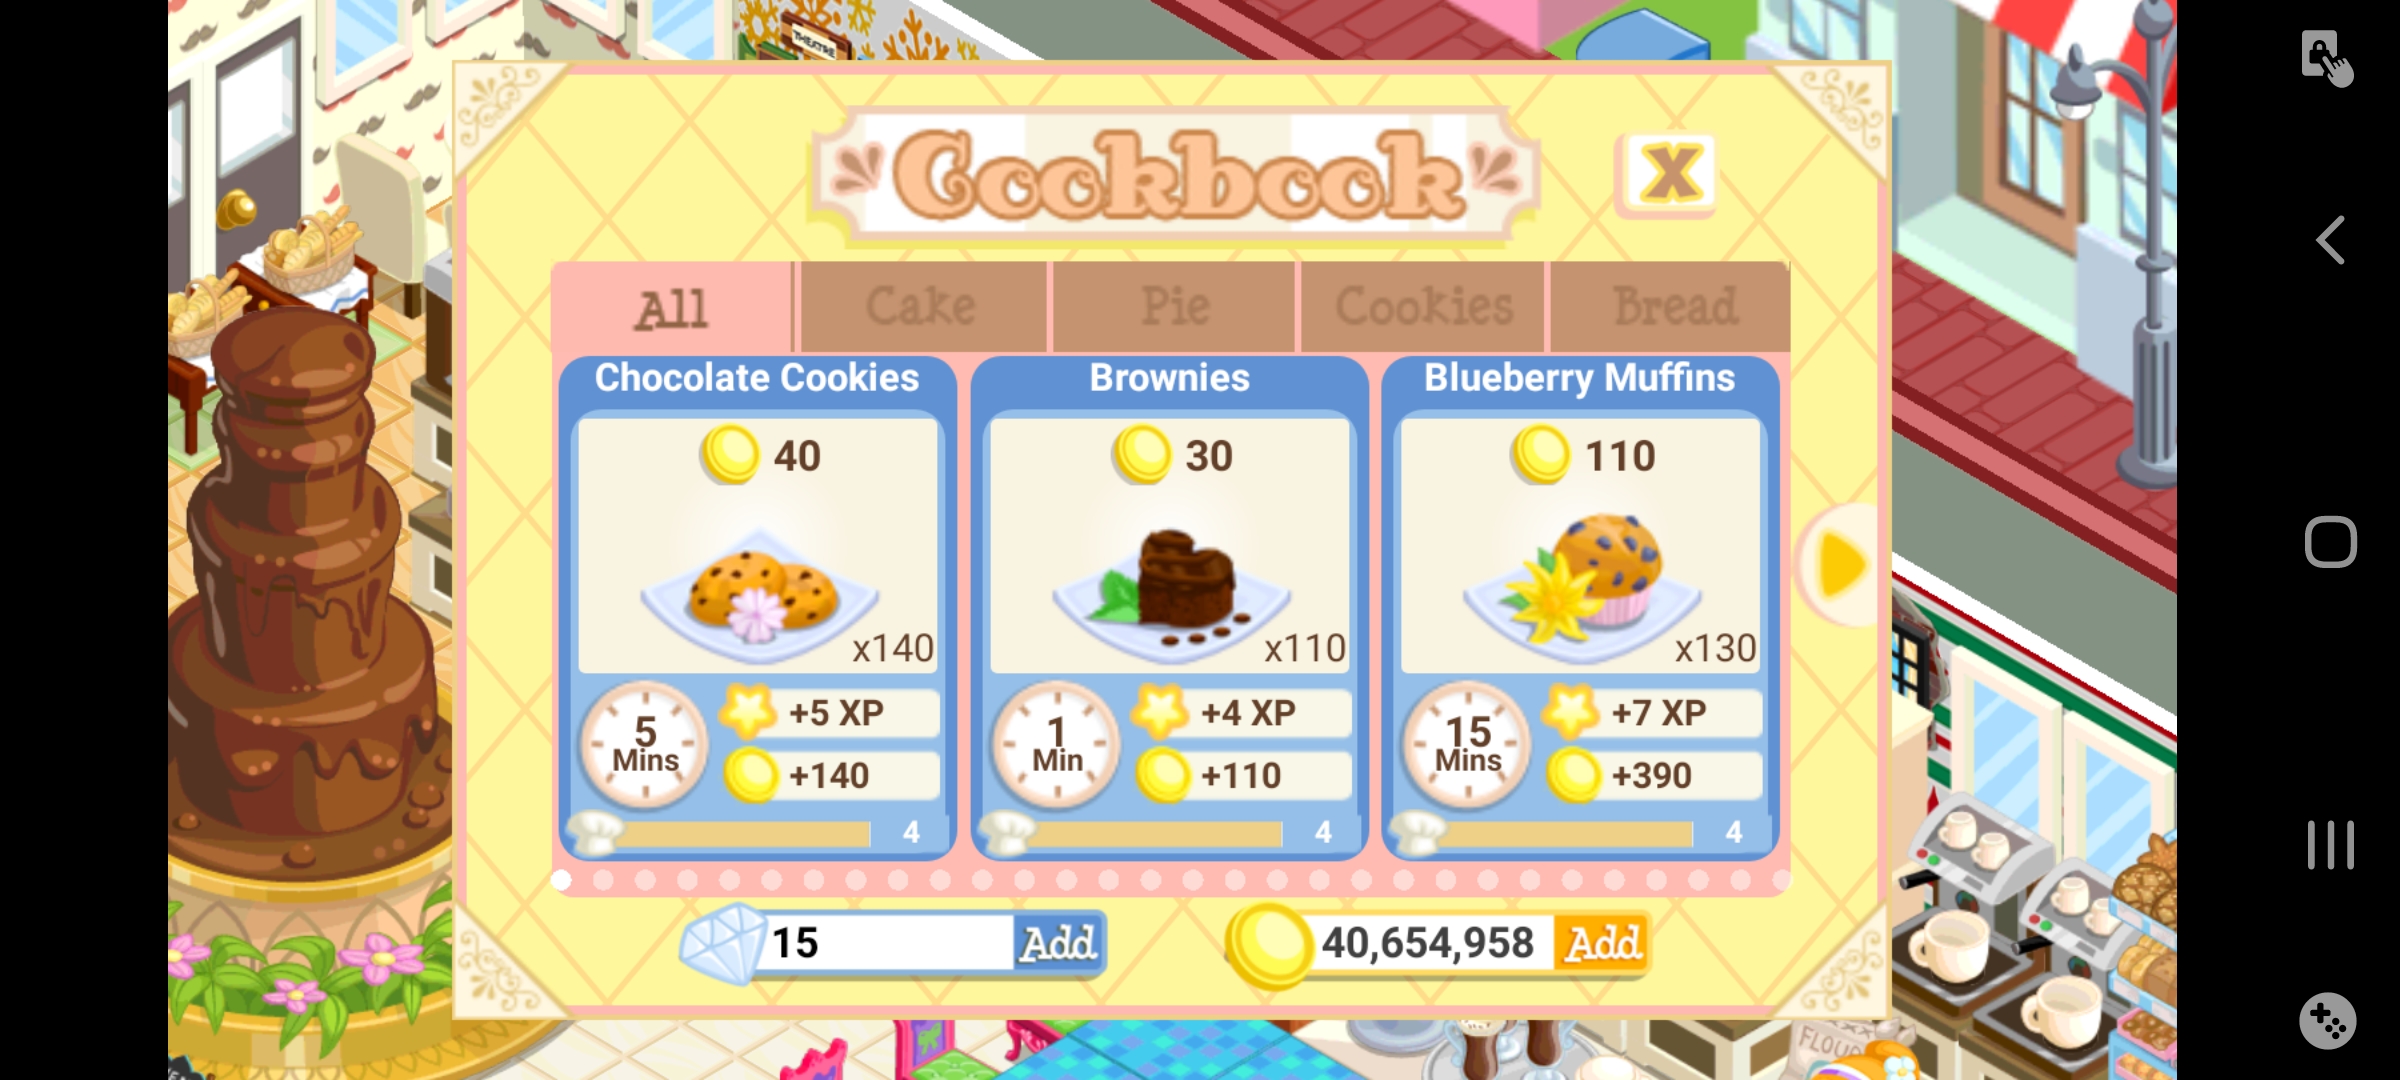 THEATRE
Cookbook
X
All
Cake
Pie
Cookies
Bread
Chocolate Cookies
40
x140
5
Mins
+5 XP
+140
4
Brownies
30
x110
1
Min
+4 XP
+110
4
Blueberry Muffins
110
x130
15
Mins
+7 XP
+390
4
15
Add
40,654,958
Add
FLOUR